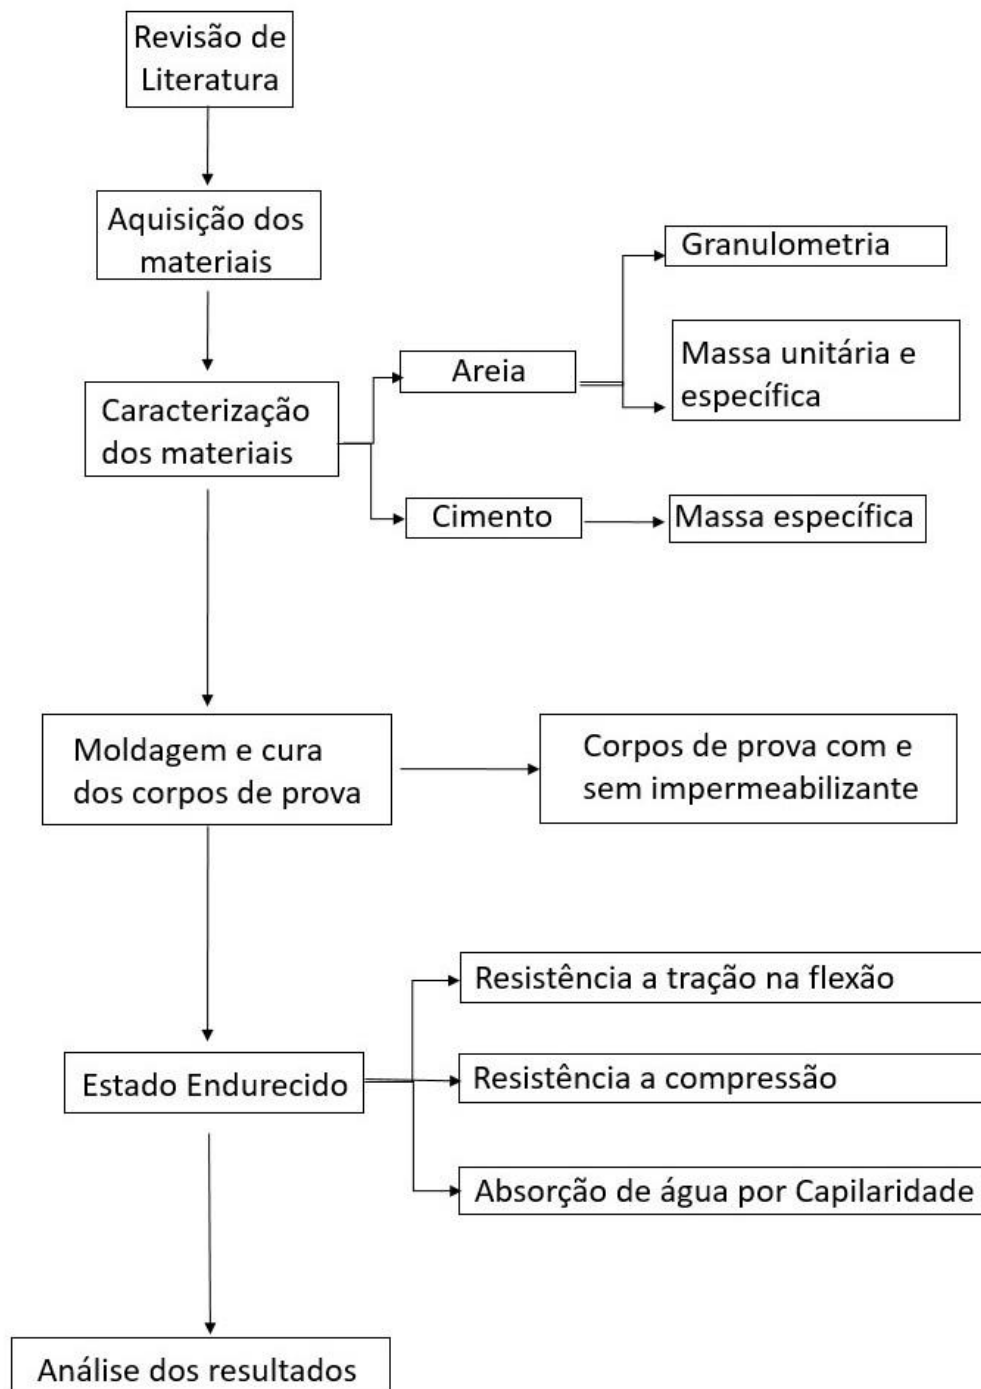 Revisão de
Literatura
Aquisição dos
materiais
Granulometria
Massa unitária e
específica
Areia
Caracterização
dos materiais
Cimento
Massa específica
Moldagem e cura
dos corpos de prova
Corpos de prova com e
sem impermeabilizante
Resistência a tração na flexão
Estado Endurecido
Resistência a compressão
Absorção de água por Capilaridade
Análise dos resultados